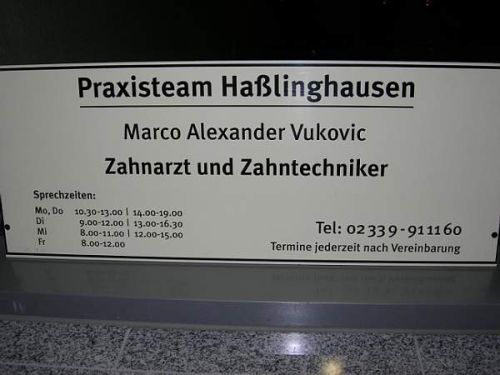 Praxisteam Haßlinghausen
Marco Alexander Vukovic
Zahnarzt und Zahntechniker
Sprechzeiten:
Mo, Do 10.30-13.00 | 14.00-19.00
Di 9.00-12.00 | 13.00-16.30
Mi 8.00-11.00 | 12.00-15.00
Fr 8.00-12.00
Tel: 02339-911160
Termine jederzeit nach Vereinbarung